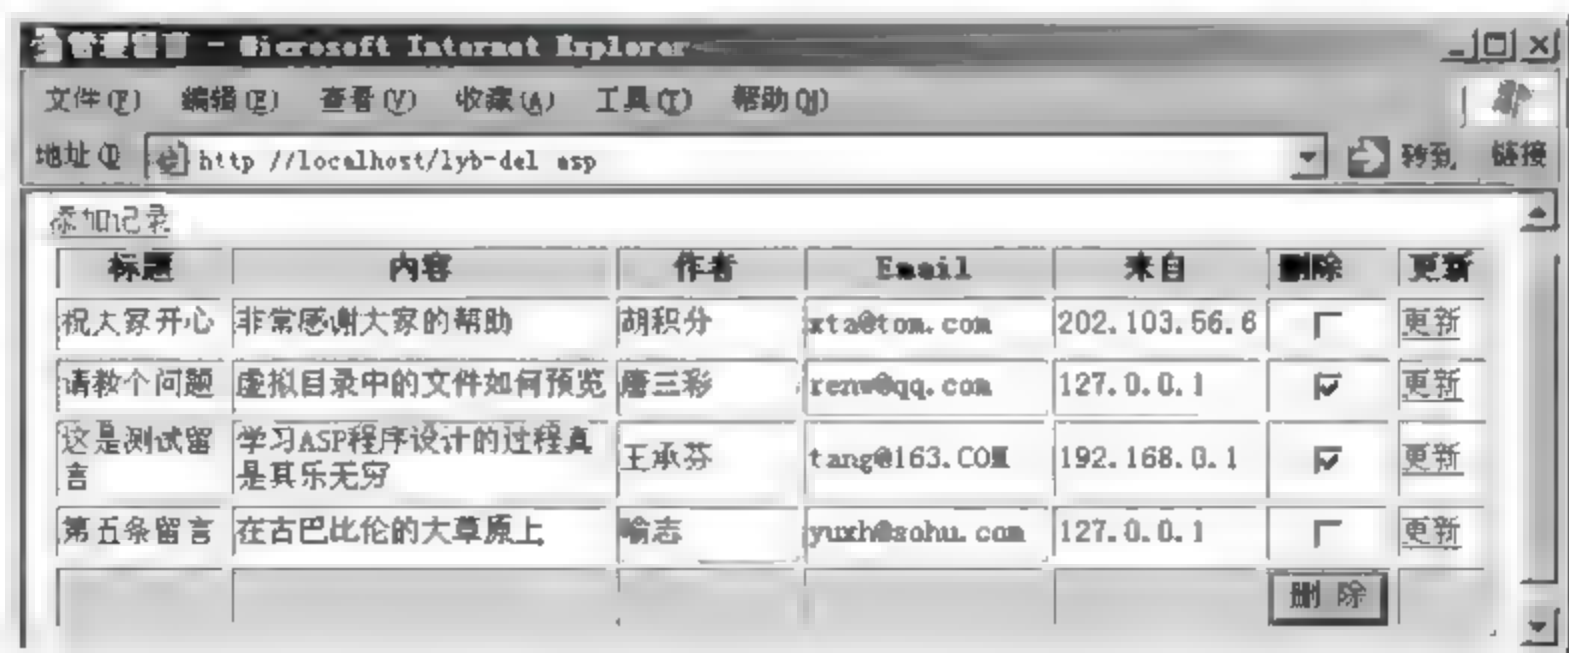 管理留言 - Microsoft Internet Explorer
文件(F) 编辑(E) 查看(V) 收藏(A) 工具(T) 帮助(H)
地址(D) http //localhost/lyb-del asp 转到 链接
添加记录
标题 内容 作者 Email 来自 删除 更新
祝大家开心 非常感谢大家的帮助 胡积分 xta@tom.com 202.103.56.6 更新
请教个问题 虚拟目录中的文件如何预览 唐三彩 renw@qq.com 127.0.0.1 更新
这是测试留 学习ASP程序设计的过程真 王承芬 tang@163.COM 192.168.0.1 更新
言 是其乐无穷
第五条留言 在古巴比伦的大草原上 喻志 yuxh@sohu.com 127.0.0.1 更新
删 除